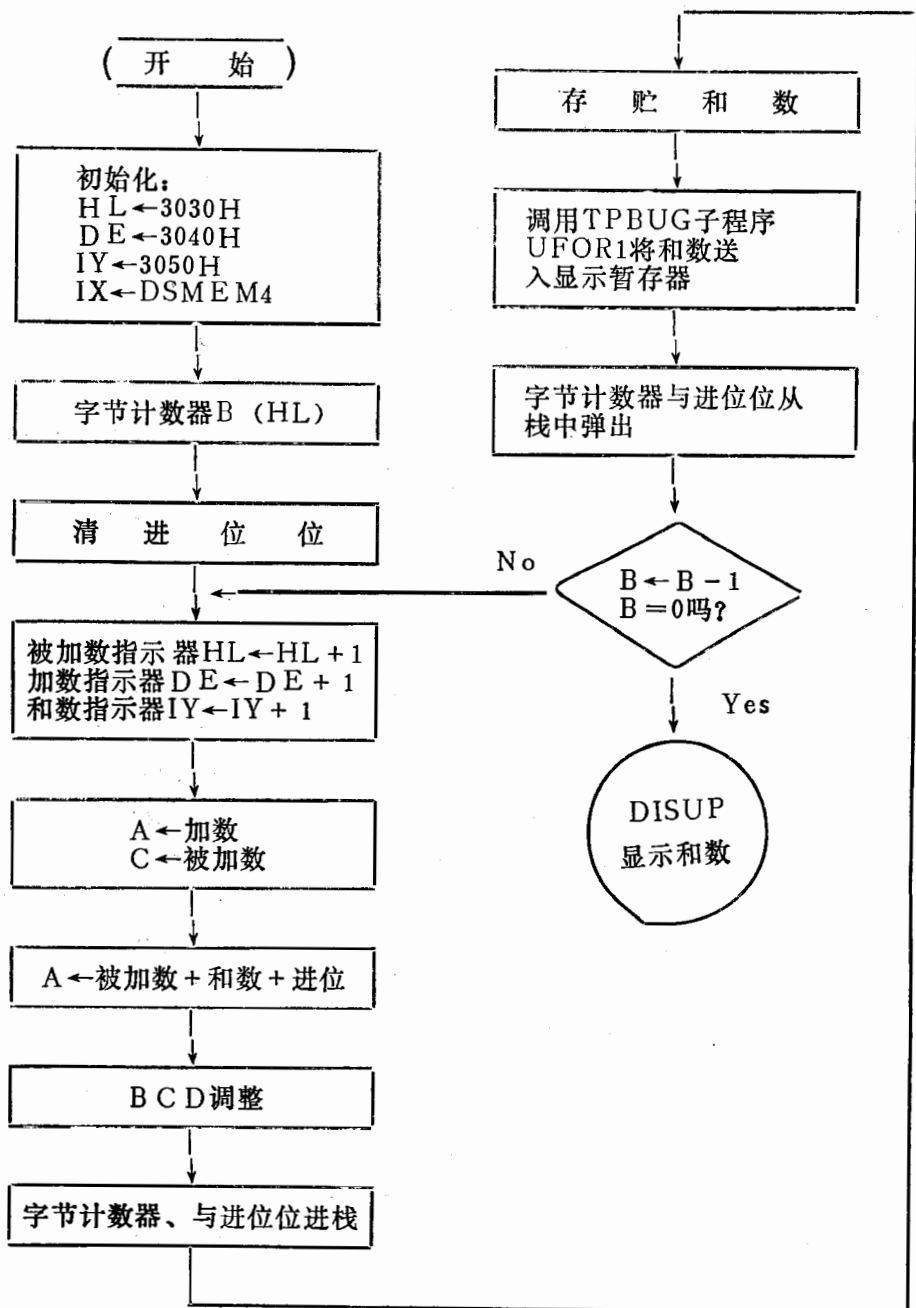 (开始)
初始化：
HL←3030H
DE←3040H
IY←3050H
IX←DSMEM4
字节计数器B（HL）
清进位位
被加数指示器HL←HL+1
加数指示器DE←DE+1
和数指示器IY←IY+1
A←加数
C←被加数
A←被加数+和数+进位
BCD调整
字节计数器、与进位位进栈
存贮和数
调用TPBUG子程序
UFOR1将和数送
入显示暂存器
字节计数器与进位位从
栈中弹出
No
B←B-1
B=0吗？
Yes
DISUP
显示和数